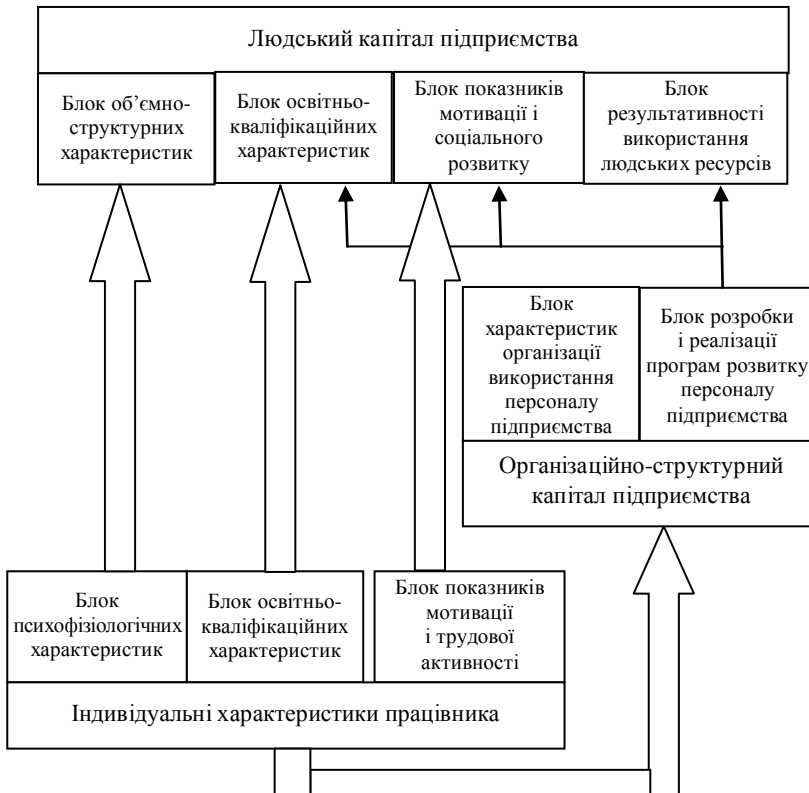 Людський капітал підприємства
Блок об’ємно-
структурних
характеристик
Блок освітньо-
кваліфікаційних
характеристик
Блок показників
мотивації і
соціального
розвитку
Блок
результативності
використання
людських ресурсів
Блок
характеристик
організації
використання
персоналу
підприємства
Блок розробки
і реалізації
програм розвитку
персоналу
підприємства
Організаційно-структурний
капітал підприємства
Блок
психофізіологічних
характеристик
Блок освітньо-
кваліфікаційних
характеристик
Блок показників
мотивації
і трудової
активності
Індивідуальні характеристики працівника